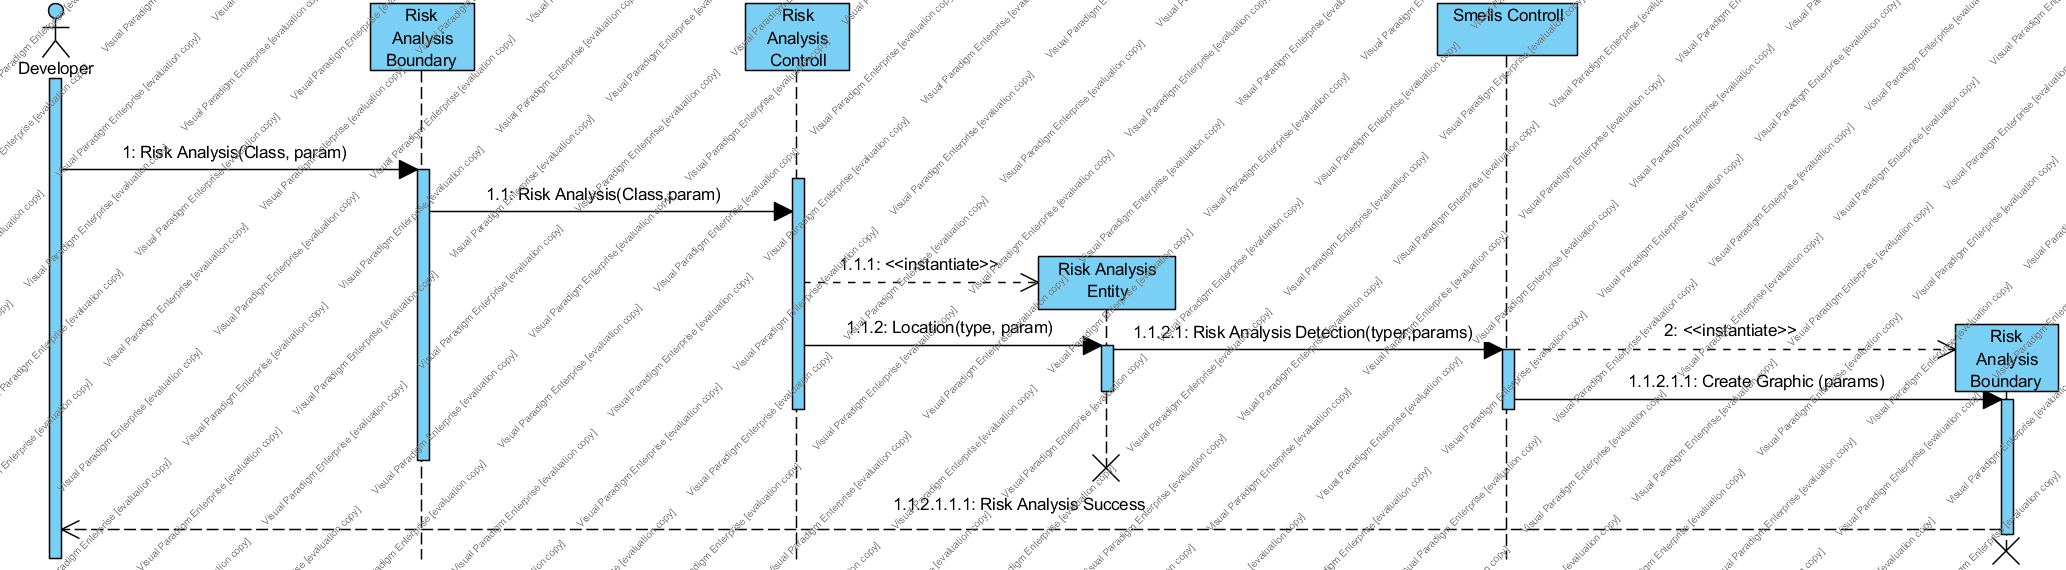 Developer
Risk
Analysis
Boundary
Risk
Analysis
Controll
Smells Controll
1: Risk Analysis(Class, param)
1.1: Risk Analysis(Class,param)
1.1.1: <<instantiate>>
Risk Analysis
Entity
1.1.2: Location(type, param)
1.1.2.1: Risk Analysis Detection(typer,params)
2: <<instantiate>>
Risk
Analysis
Boundary
1.1.2.1.1: Create Graphic (params)
1.1.2.1.1.1: Risk Analysis Success
Visual Paradigm Enterprise [evaluation copy]